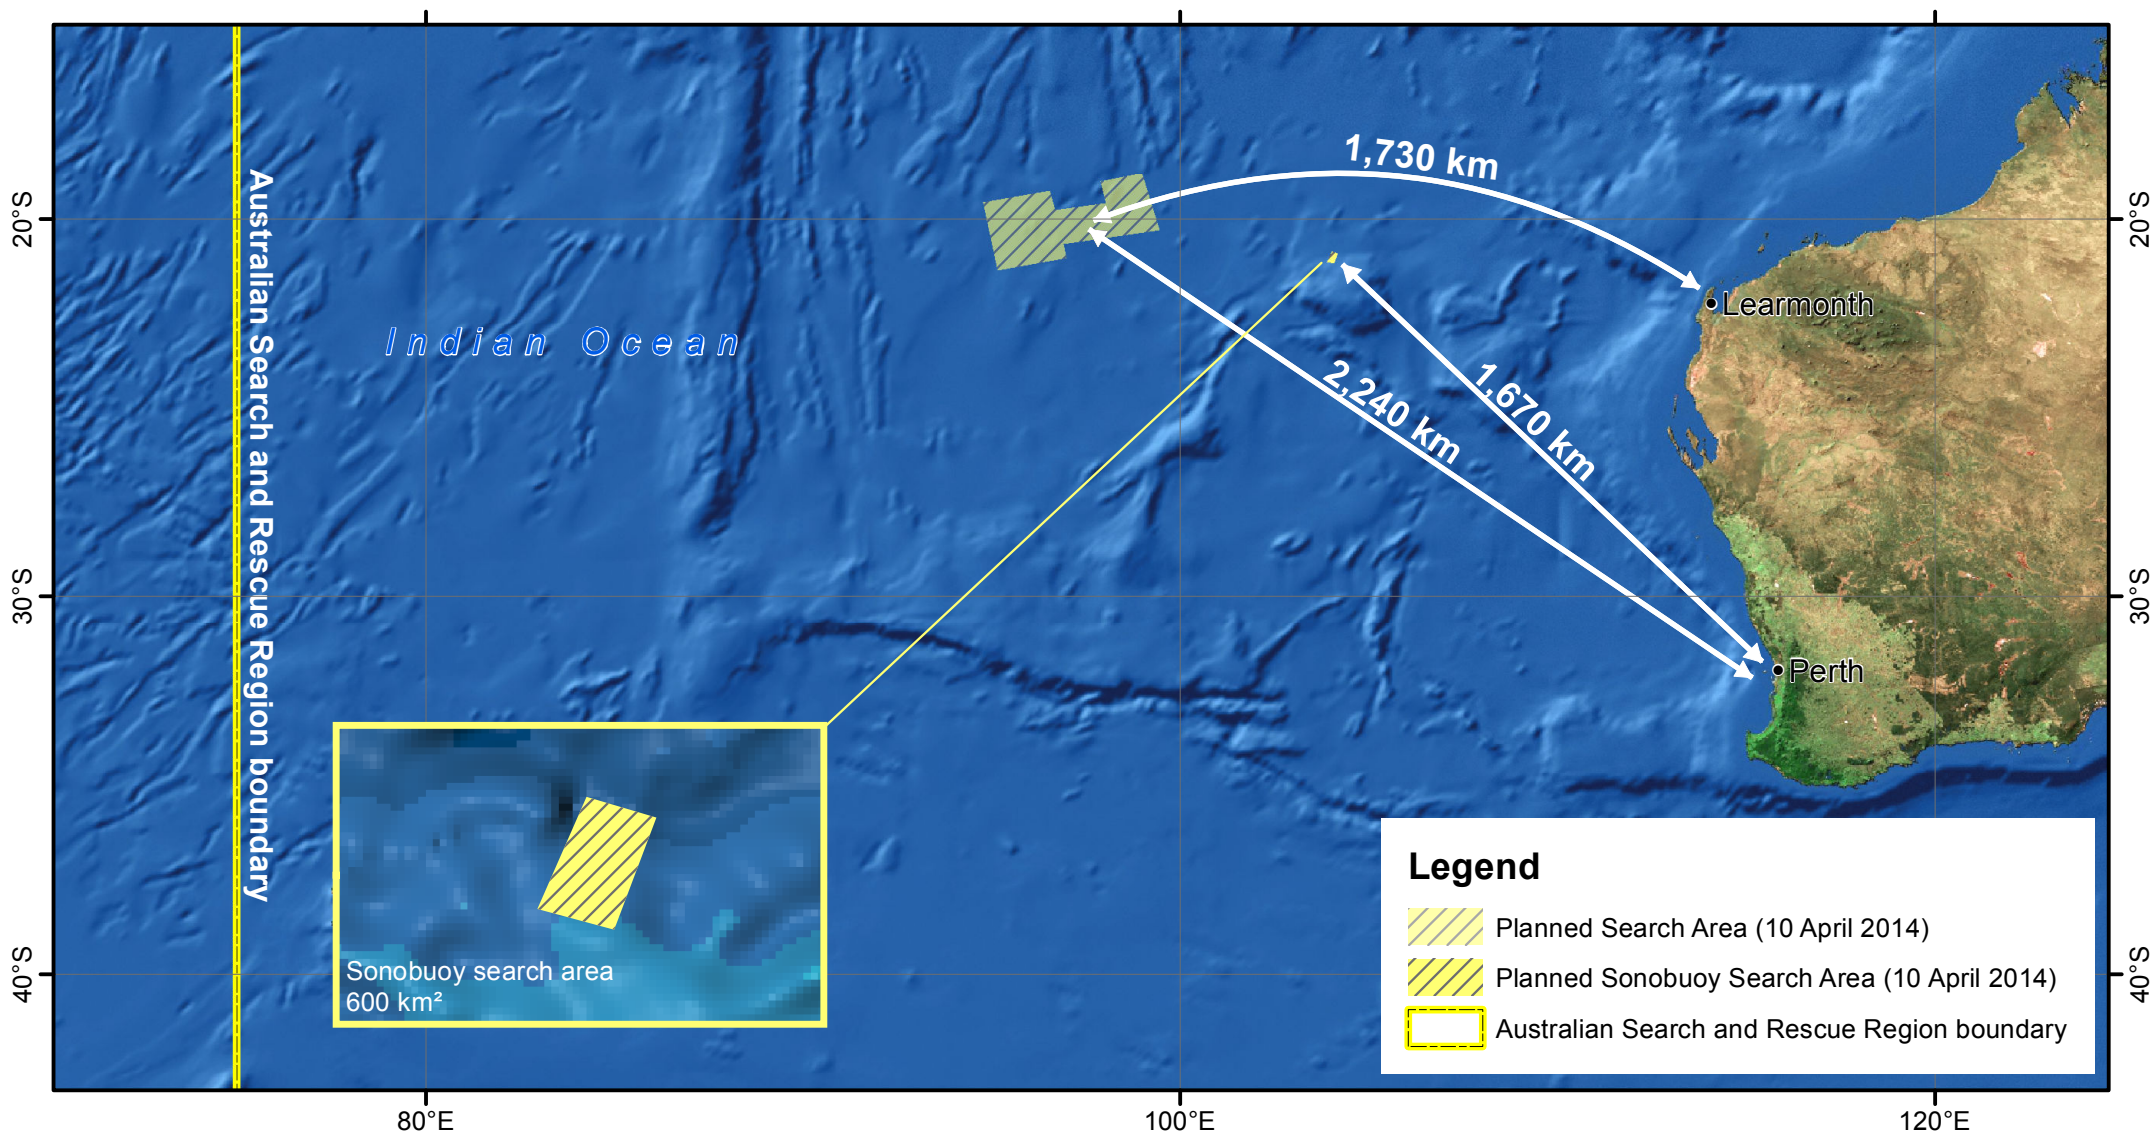 1,730 km
20°S
20°S
Learmonth
Indian Ocean
Australian Search and Rescue Region boundary
2,240 km
1,670 km
30°S
30°S
Perth
Sonobuoy search area
600 km²
Legend
Planned Search Area (10 April 2014)
Planned Sonobuoy Search Area (10 April 2014)
Australian Search and Rescue Region boundary
40°S
40°S
80°E
100°E
120°E